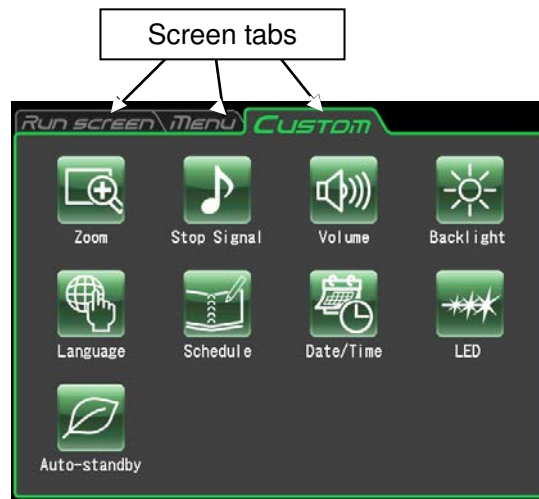 Screen tabs
Run screen Menu Custom
Zoom Stop Signal Volume Backlight
Language Schedule Date/Time LED
Auto-standby